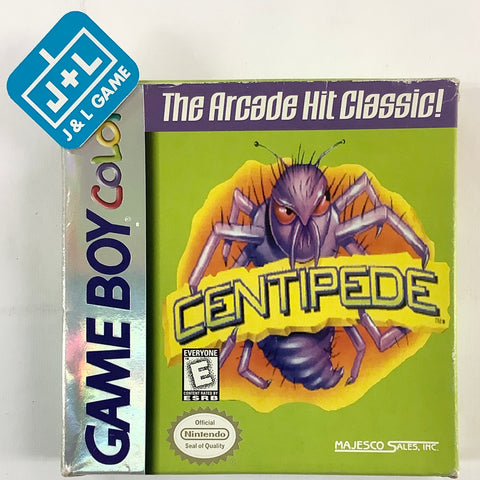 J+L
J & L GAME
The Arcade Hit Classic!
GAME BOY COLOR
CENTIPEDE
TM
EVERYONE
E
CONTENT RATED BY
ESRB
Official
Nintendo
Seal of Quality
MAJESCO SALES, INC.